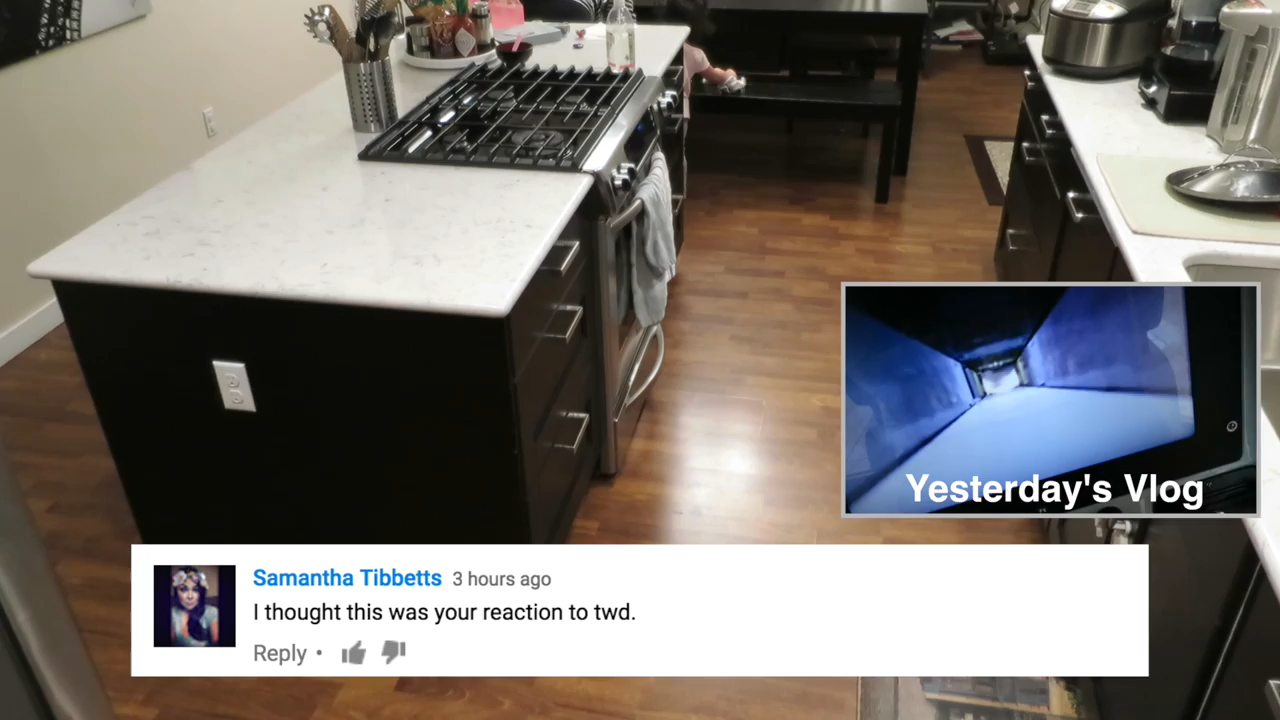 Yesterday's Vlog
Samantha Tibbetts 3 hours ago
I thought this was your reaction to twd.
Reply •